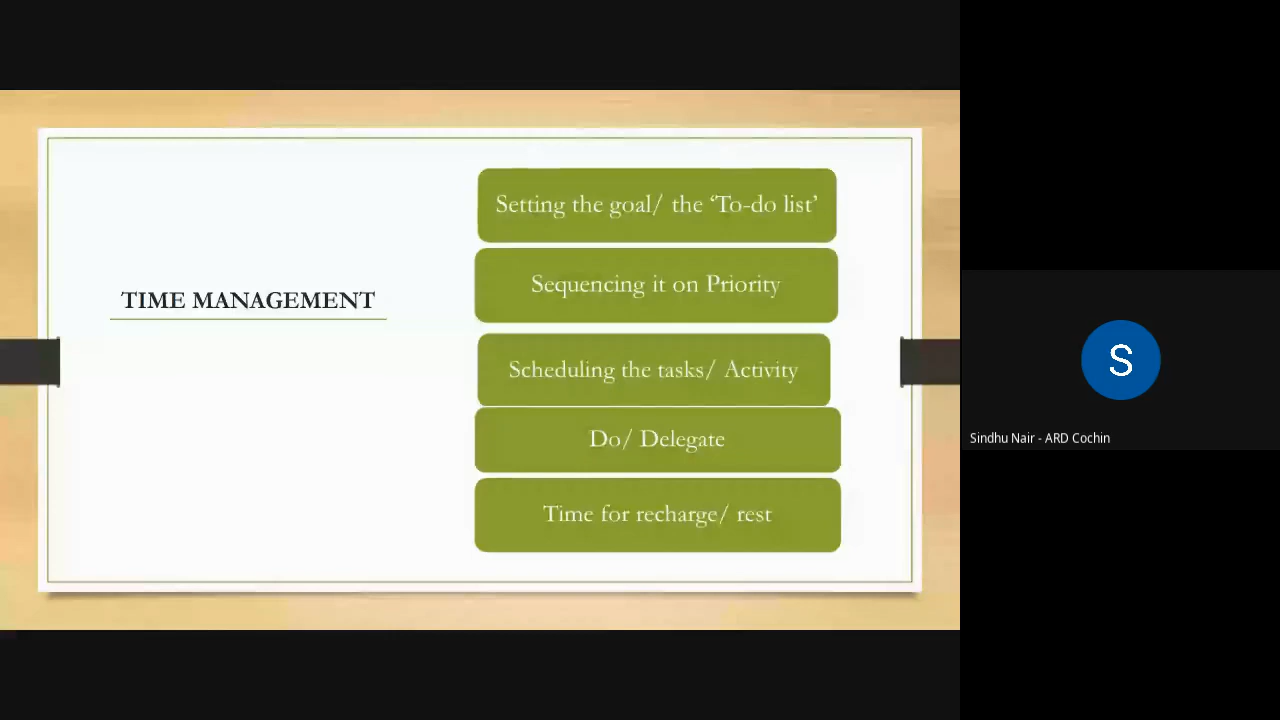 TIME MANAGEMENT
Setting the goal/ the ‘To-do list’
Sequencing it on Priority
Scheduling the tasks/ Activity
Do/ Delegate
Time for recharge/ rest
S
Sindhu Nair - ARD Cochin